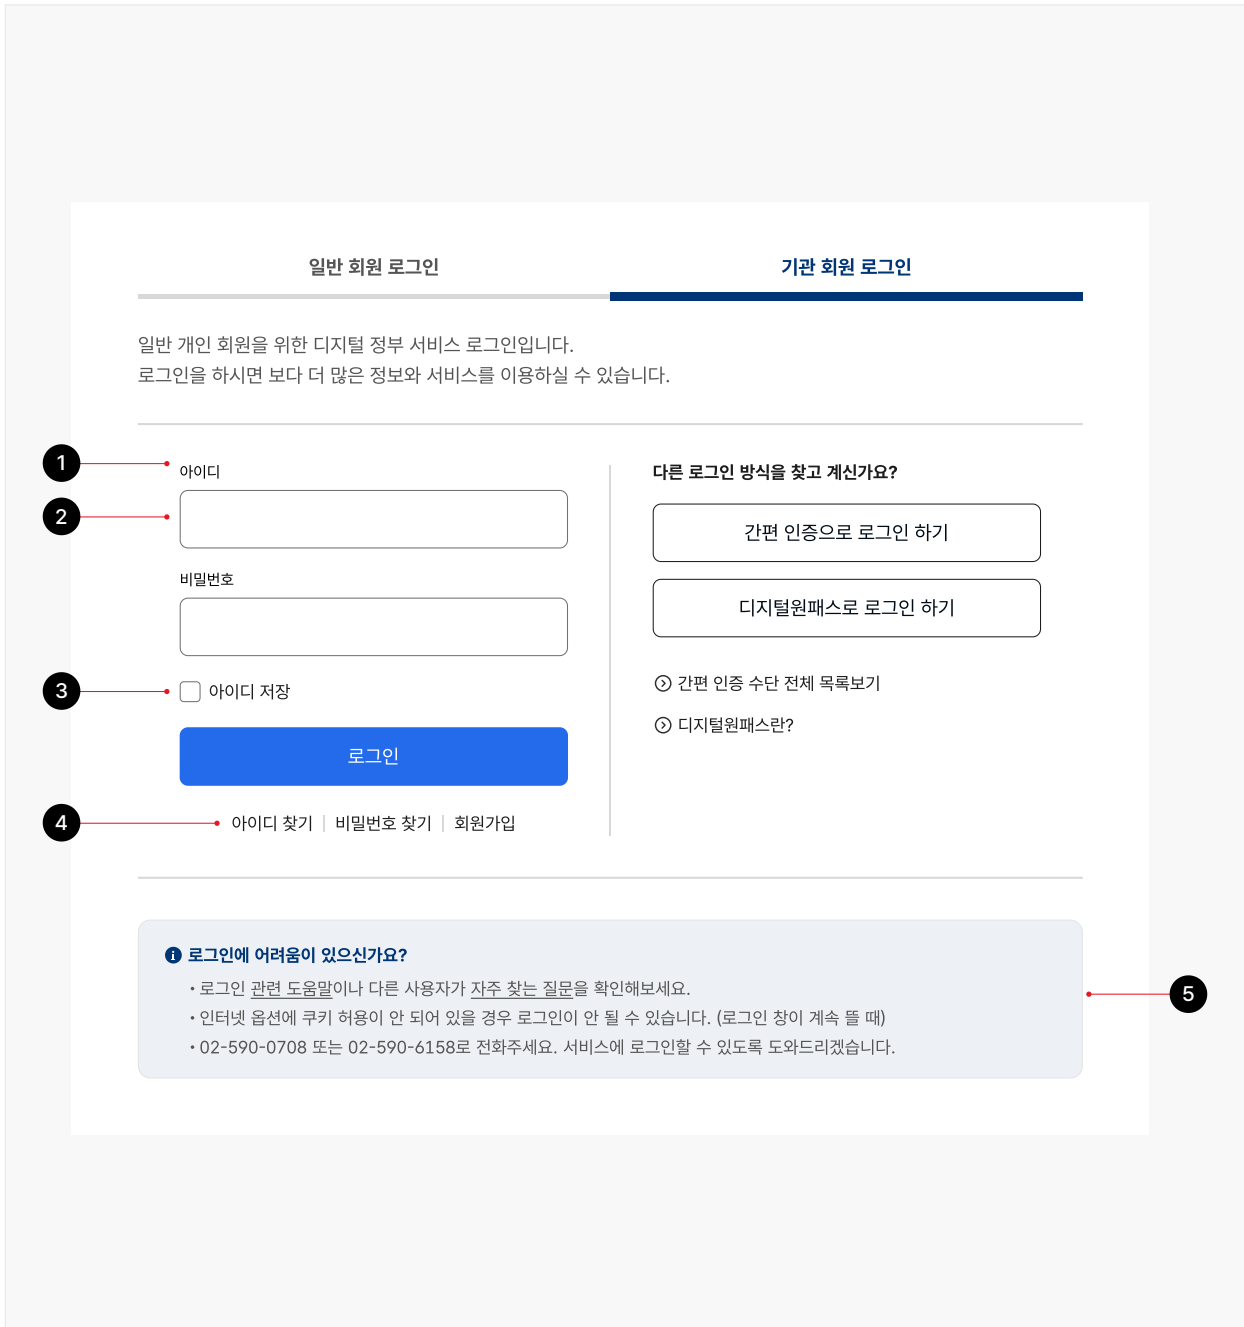 일반 회원 로그인
기관 회원 로그인
일반 개인 회원을 위한 디지털 정부 서비스 로그인입니다.
로그인을 하시면 보다 더 많은 정보와 서비스를 이용하실 수 있습니다.
1
아이디
2
비밀번호
3
아이디 저장
로그인
4
아이디 찾기 | 비밀번호 찾기 | 회원가입
다른 로그인 방식을 찾고 계신가요?
간편 인증으로 로그인 하기
디지털원패스로 로그인 하기
간편 인증 수단 전체 목록보기
디지털원패스란?
로그인에 어려움이 있으신가요?
• 로그인 관련 도움말이나 다른 사용자가 자주 찾는 질문을 확인해보세요.
• 인터넷 옵션에 쿠키 허용이 안 되어 있을 경우 로그인이 안 될 수 있습니다. (로그인 창이 계속 뜰 때)
• 02-590-0708 또는 02-590-6158로 전화주세요. 서비스에 로그인할 수 있도록 도와드리겠습니다.
5